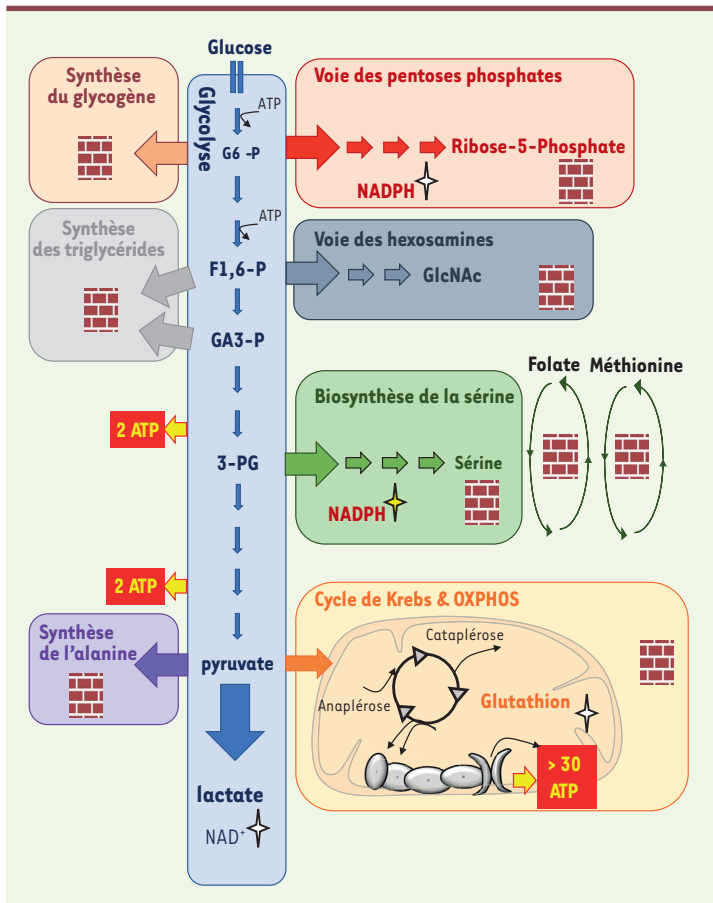 Glucose
Glycolyse
ATP
G6 -P
ATP
F1,6-P
GA3-P
3-PG
pyruvate
lactate
NAD+
Synthèse
du glycogène
Voie des pentoses phosphates
Ribose-5-Phosphate
NADPH
Synthèse
des triglycérides
Voie des hexosamines
GlcNAc
2 ATP
Biosynthèse de la sérine
Sérine
NADPH
Folate
Méthionine
2 ATP
Synthèse
de l'alanine
Cycle de Krebs & OXPHOS
Cataplérose
Anaplérose
Glutathion
> 30
ATP